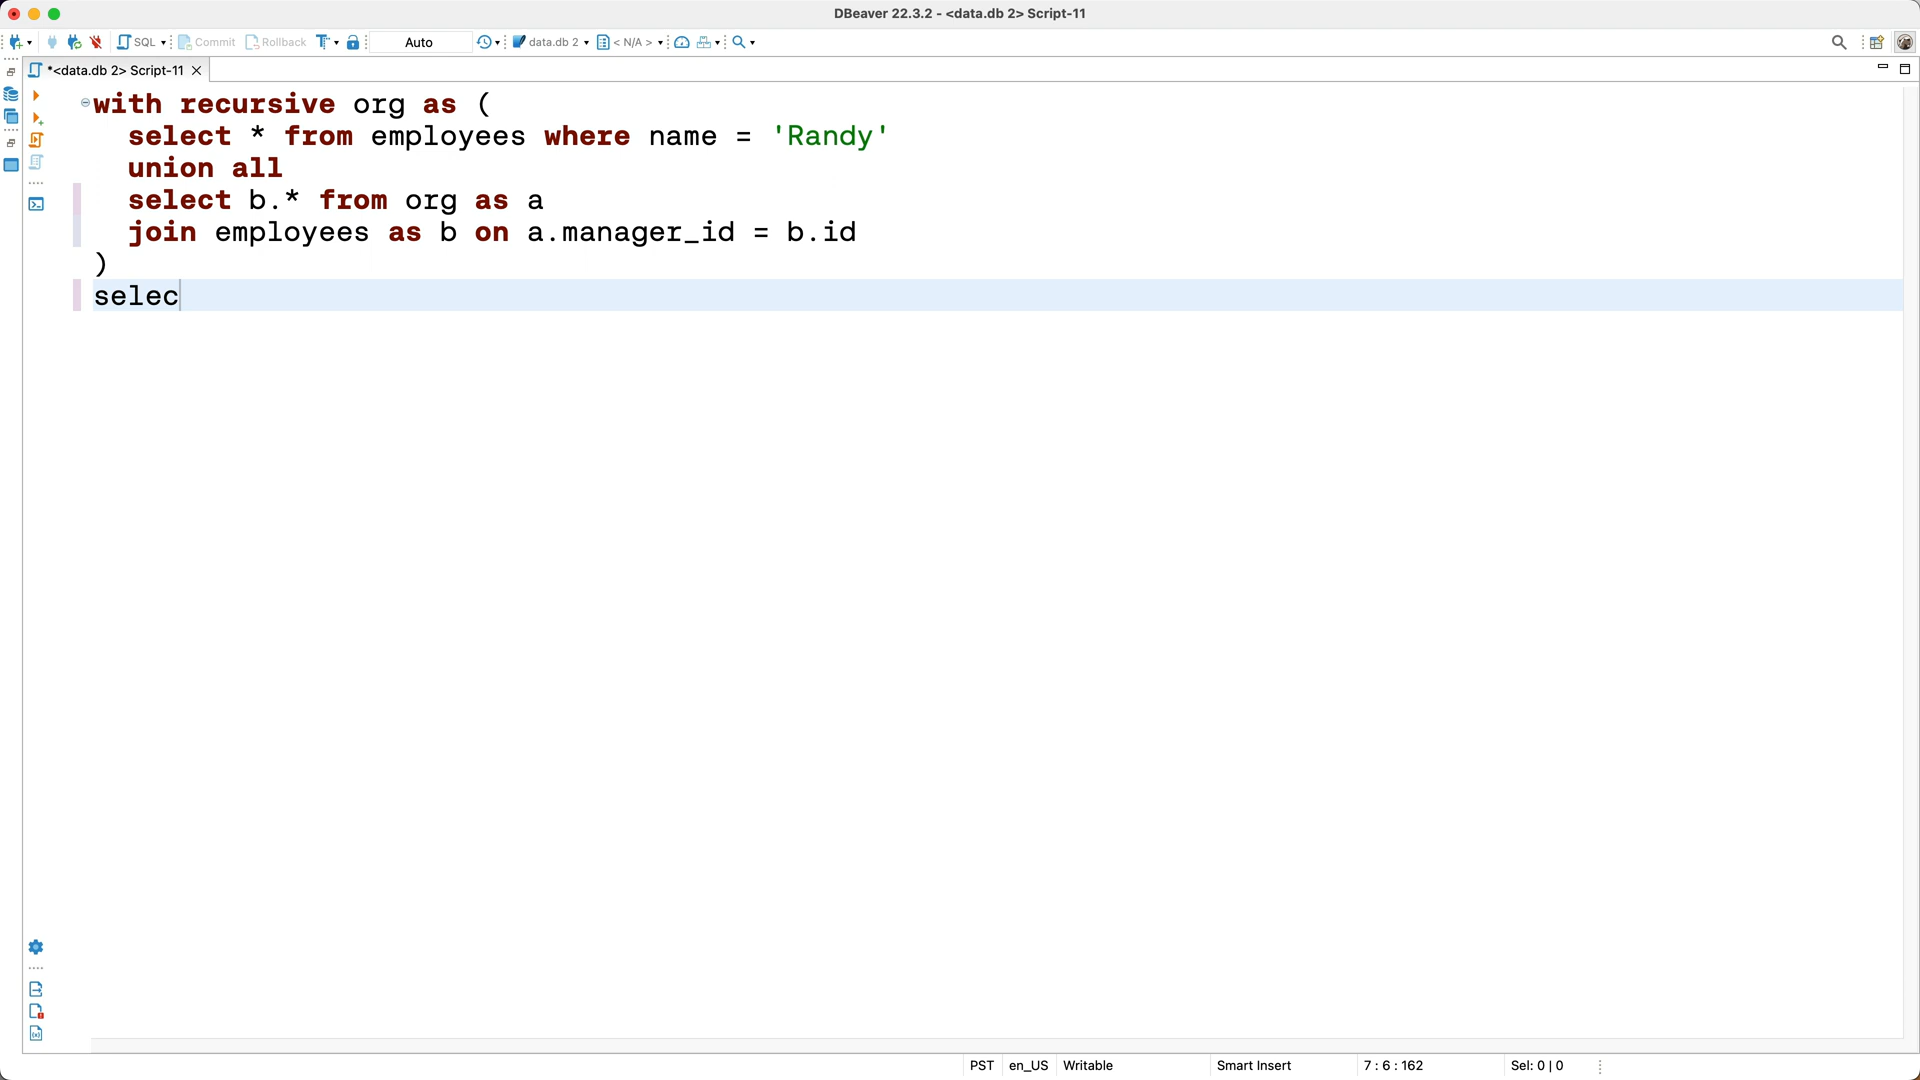 DBeaver 22.3.2 - <data.db 2> Script-11
SQL Commit Rollback Auto data.db 2 < N/A >
*<data.db 2> Script-11
with recursive org as (
select * from employees where name = 'Randy'
union all
select b.* from org as a
join employees as b on a.manager_id = b.id
)
selec
PST en_US Writable Smart Insert 7 : 6 : 162 Sel: 0 | 0